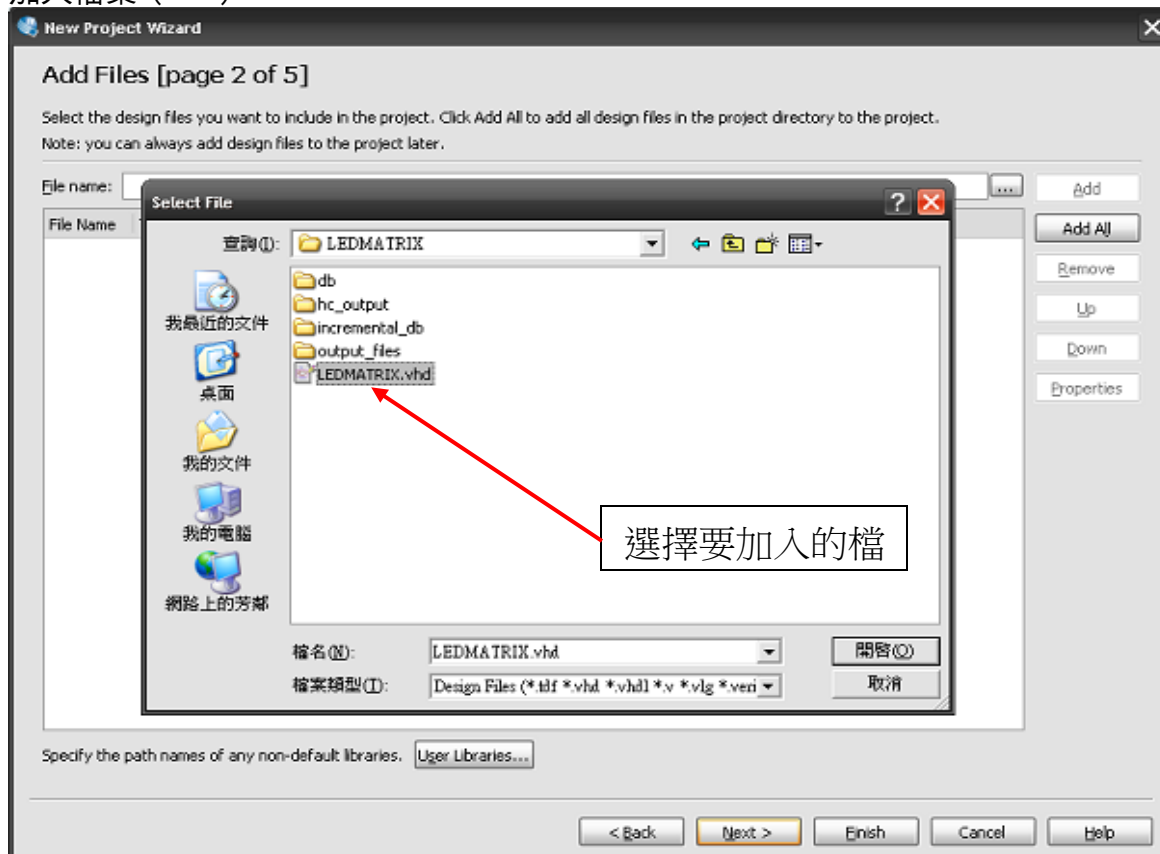 New Project Wizard
Add Files [page 2 of 5]
Select the design files you want to include in the project. Click Add All to add all design files in the project directory to the project.
Note: you can always add design files to the project later.
File name:
...
Add
Select File
File Name
Add All
查詢(I):
LEDMATRIX
db
Remove
hc_output
我最近的文件
incremental_db
Up
output_files
Down
LEDMATRIX.vhd
桌面
Properties
我的文件
我的電腦
選擇要加入的檔
網路上的芳鄰
檔名(N):
LEDMATRIX.vhd
開啓(O)
檔案類型(T):
Design Files (*.tdf *.vhd *.vhdl *.v *.vlg *.veri
取消
Specify the path names of any non-default libraries.
User Libraries...
< Back
Next >
Finish
Cancel
Help